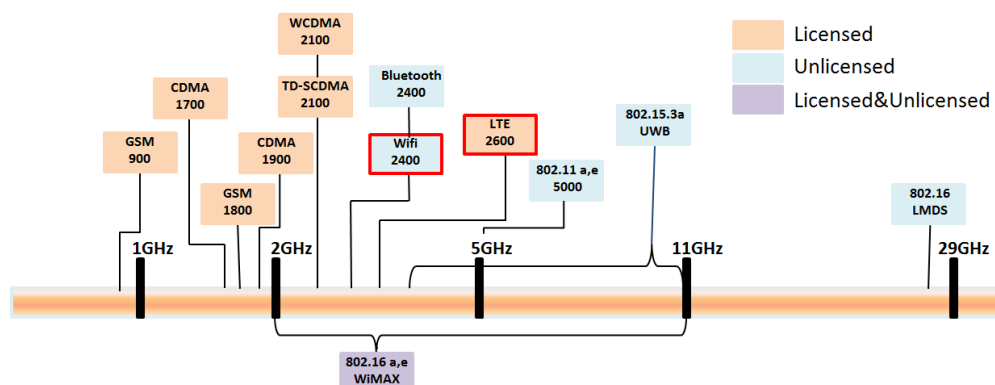 WCDMA
2100
Licensed
Unlicensed
Licensed&Unlicensed
Bluetooth
2400
CDMA
1700
TD-SCDMA
2100
802.15.3a
UWB
LTE
2600
GSM
900
CDMA
1900
Wifi
2400
802.11 a,e
5000
GSM
1800
802.16
LMDS
1GHz
2GHz
5GHz
11GHz
29GHz
802.16 a,e
WiMAX